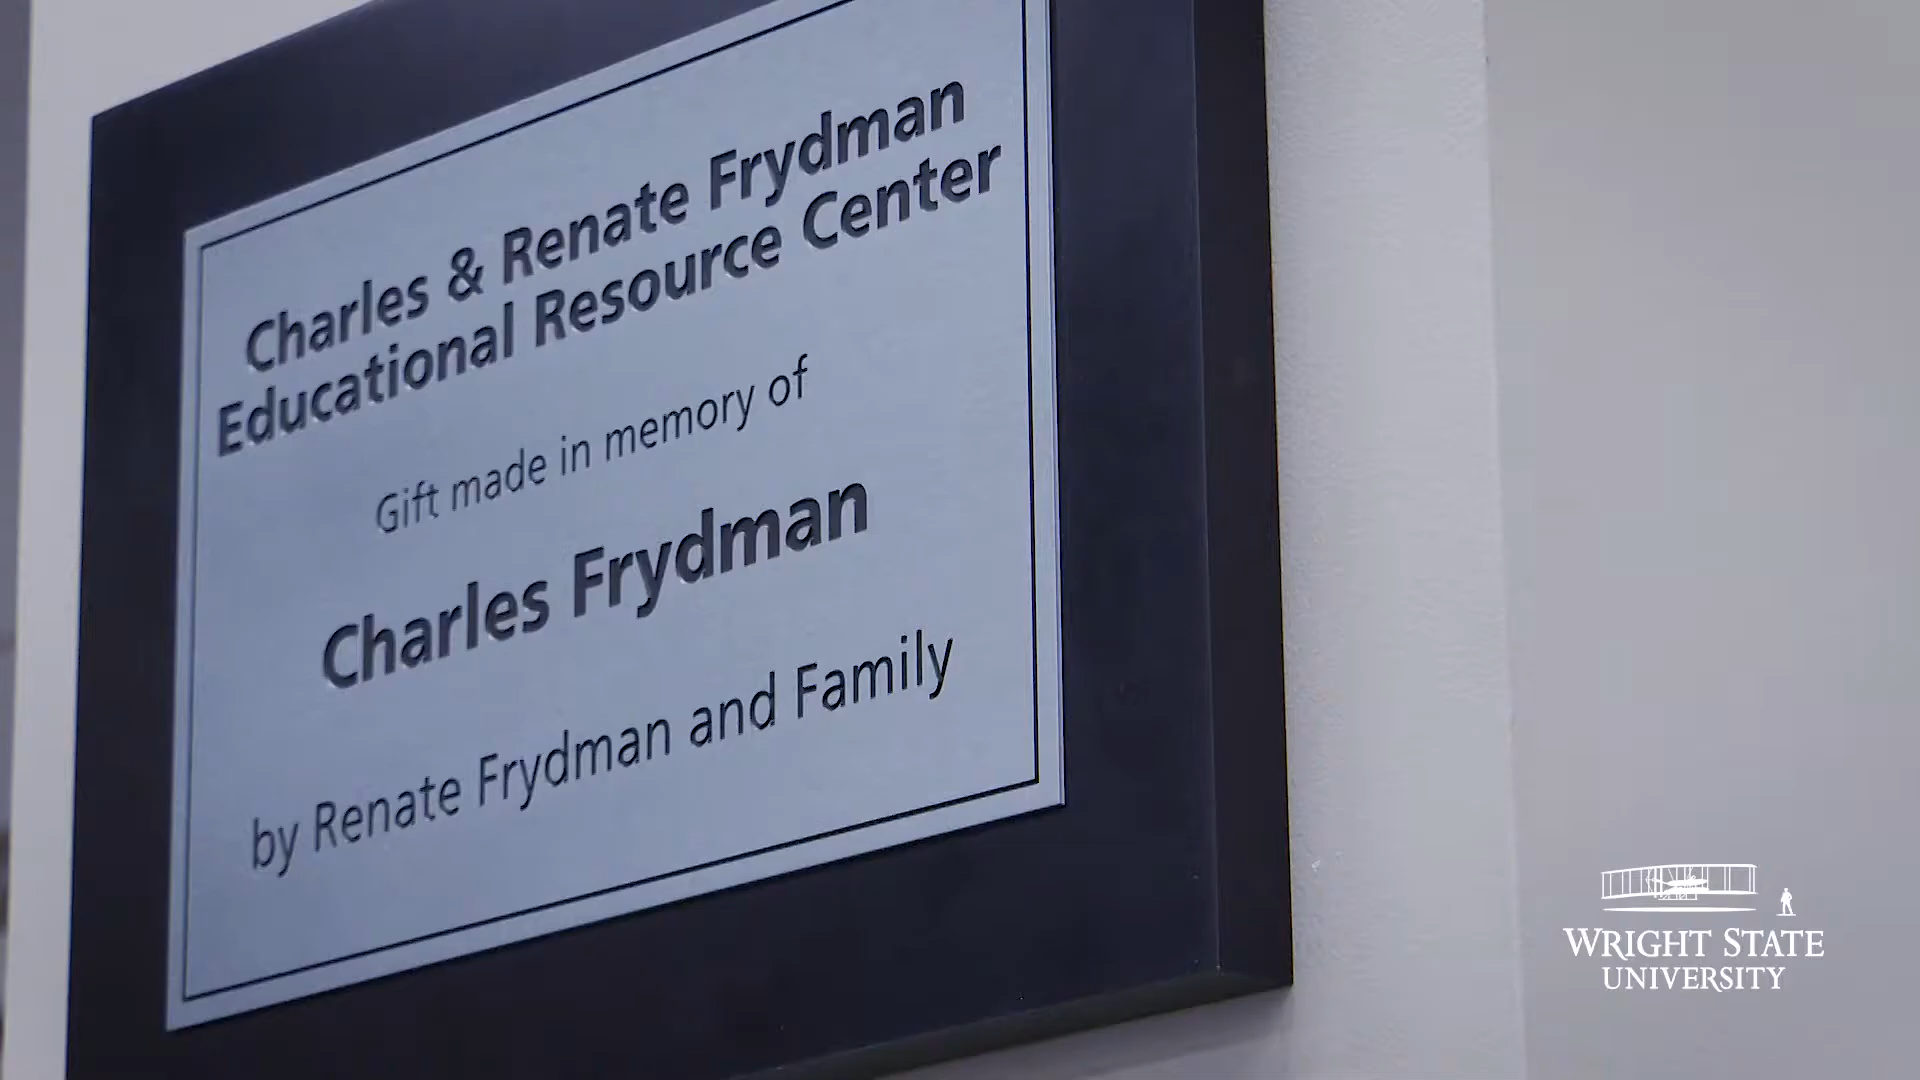 Charles & Renate Frydman
Educational Resource Center
Gift made in memory of
Charles Frydman
by Renate Frydman and Family
WRIGHT STATE
UNIVERSITY